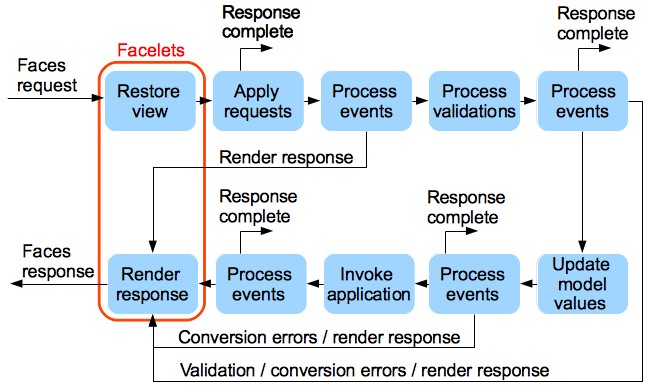 Response
complete
Response
complete
Facelets
Faces
request
Restore
view
Apply
requests
Process
events
Process
validations
Process
events
Render response
Response
complete
Response
complete
Faces
response
Render
response
Process
events
Invoke
application
Process
events
Update
model
values
Conversion errors / render response
Validation / conversion errors / render response